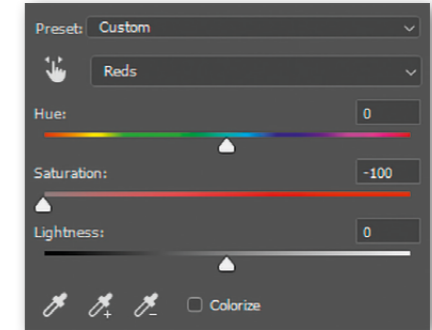 Preset: Custom
Reds
Hue: 0
Saturation: -100
Lightness: 0
Colorize